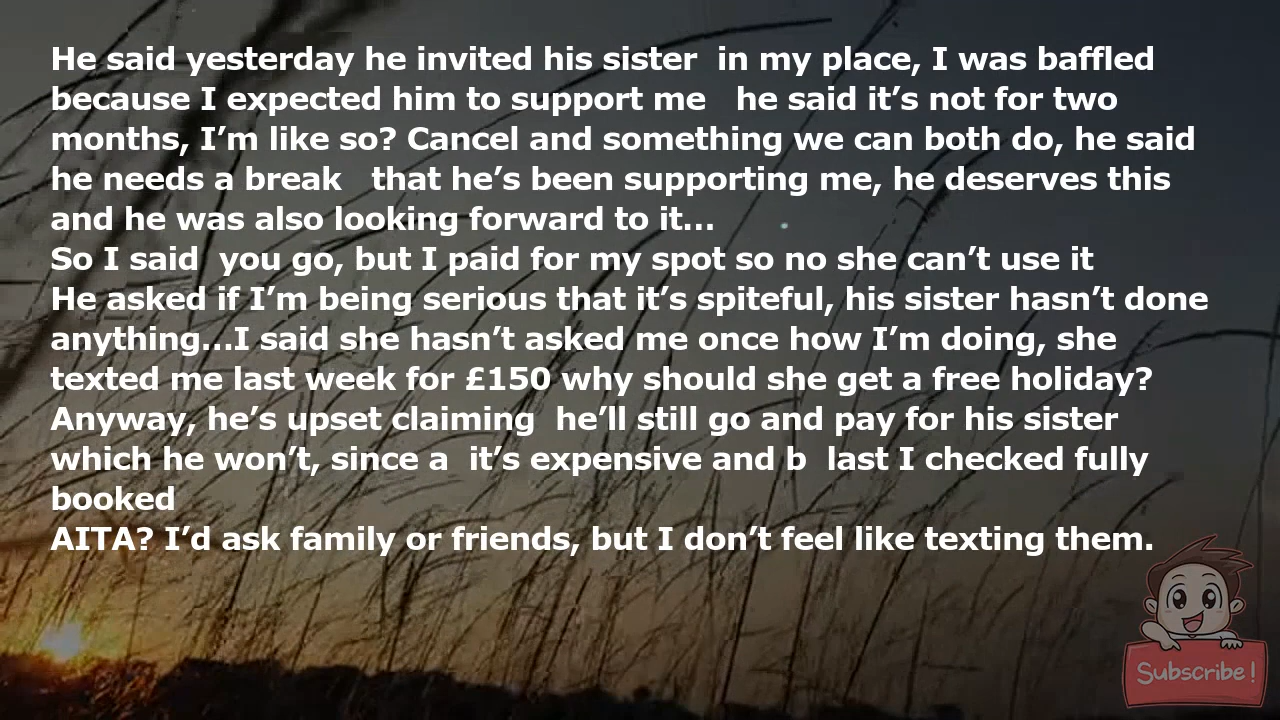 He said yesterday he invited his sister  in my place, I was baffled
because I expected him to support me   he said it’s not for two
months, I’m like so? Cancel and something we can both do, he said
he needs a break   that he’s been supporting me, he deserves this
and he was also looking forward to it...
So I said  you go, but I paid for my spot so no she can’t use it
He asked if I’m being serious that it’s spiteful, his sister hasn’t done
anything...I said she hasn’t asked me once how I’m doing, she
texted me last week for £150 why should she get a free holiday?
Anyway, he’s upset claiming  he’ll still go and pay for his sister
which he won’t, since a  it’s expensive and b  last I checked fully
booked
AITA? I’d ask family or friends, but I don’t feel like texting them.
Subscribe!